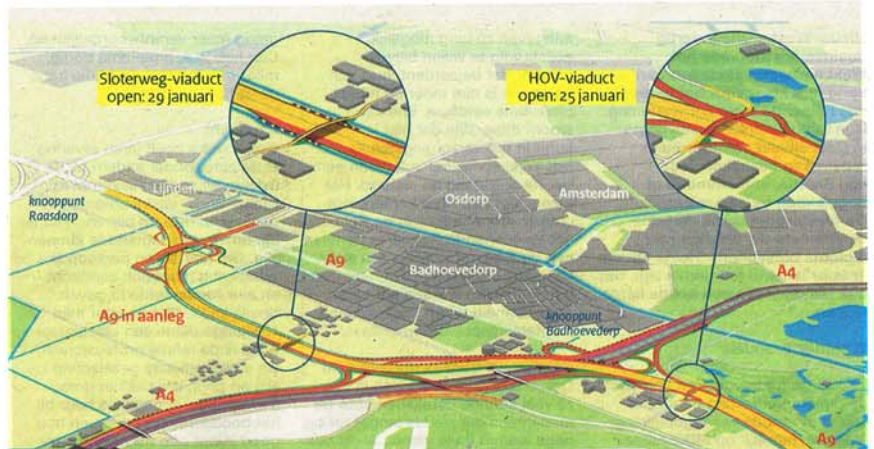 Sloterweg-viaduct
open: 29 januari
HOV-viaduct
open: 25 januari
Lijnden
knooppunt
Raasdorp
Osdorp
Amsterdam
A9
Badhoevedorp
A4
A9 in aanleg
knooppunt
Badhoevedorp
A4
A9